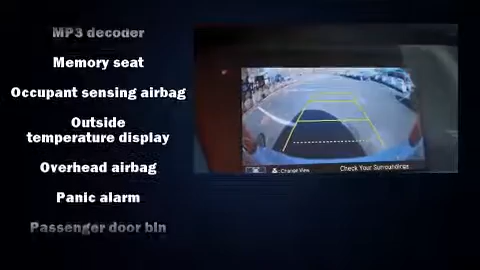 MP3 decoder
Memory seat
Occupant sensing airbag
Outside
temperature display
Overhead airbag
Panic alarm
Passenger door bin
Change View
Check Your Surroundings